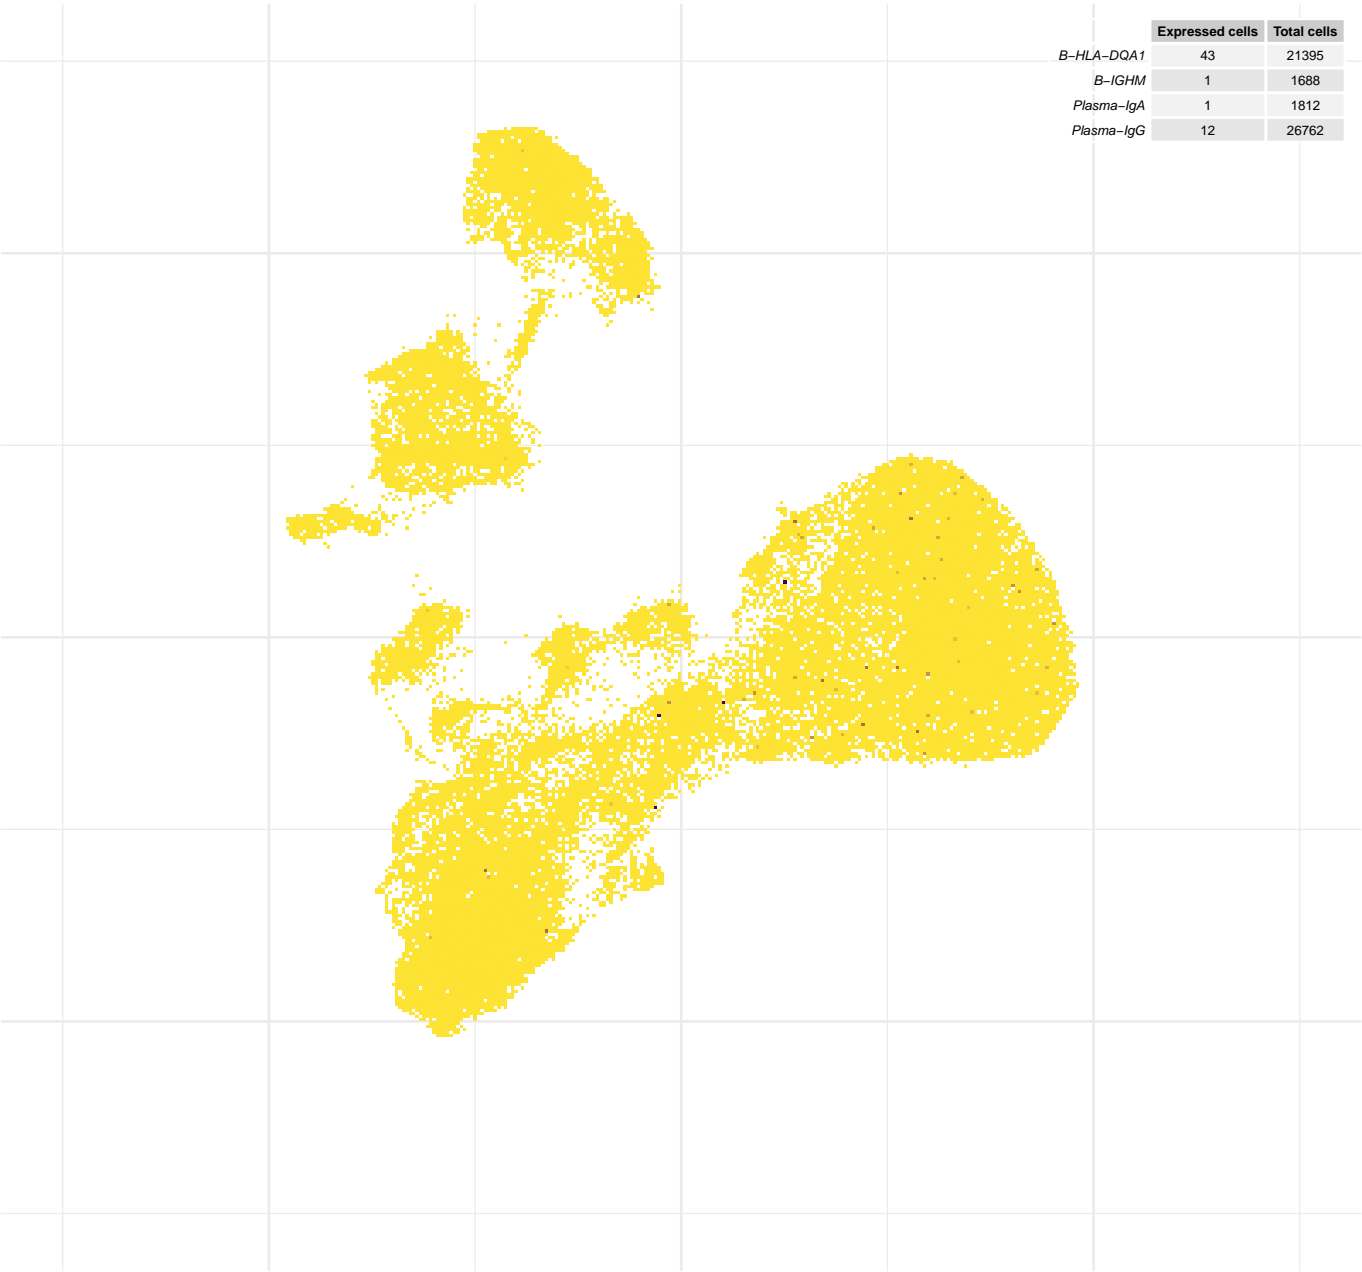 Expressed cells Total cells
B−HLA−DQA1 43 21395
B−IGHM 1 1688
Plasma−IgA 1 1812
Plasma−IgG 12 26762